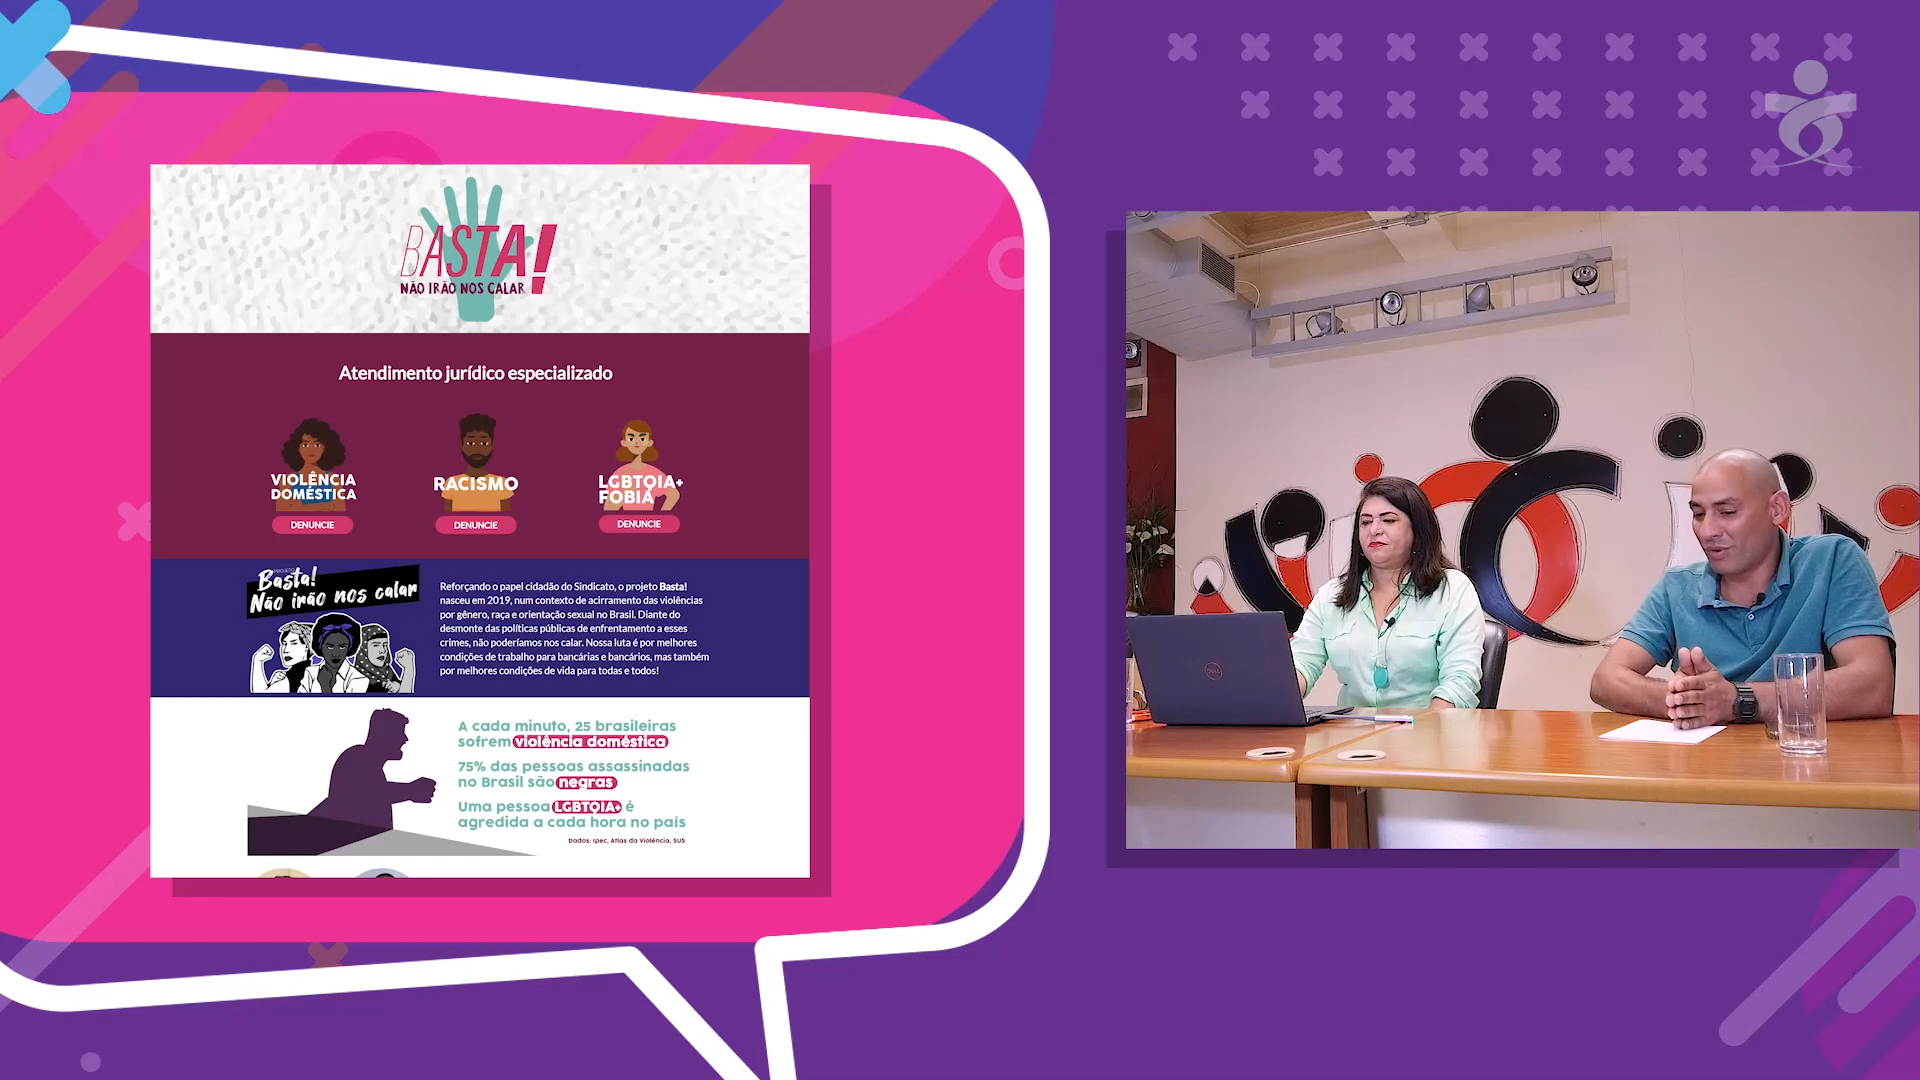 BASTA!
NÃO IRÃO NOS CALAR
Atendimento jurídico especializado
VIOLÊNCIA
DOMÉSTICA
DENUNCIE
RACISMO
DENUNCIE
LGBTQIA+
FOBIA
DENUNCIE
PROJETO
Basta!
Não irão nos calar
Reforçando o papel cidadão do Sindicato, o projeto Basta!
nasceu em 2019, num contexto de acirramento das violências
por gênero, raça e orientação sexual no Brasil. Diante do
desmonte das políticas públicas de enfrentamento a esses
crimes, não poderíamos nos calar. Nossa luta é por melhores
condições de trabalho para bancárias e bancários, mas também
por melhores condições de vida para todas e todos!
A cada minuto, 25 brasileiras
sofrem violência doméstica
75% das pessoas assassinadas
no Brasil são negras
Uma pessoa LGBTQIA+ é
agredida a cada hora no país
Dados: Ipec, Atlas da Violência, SUS
DELL